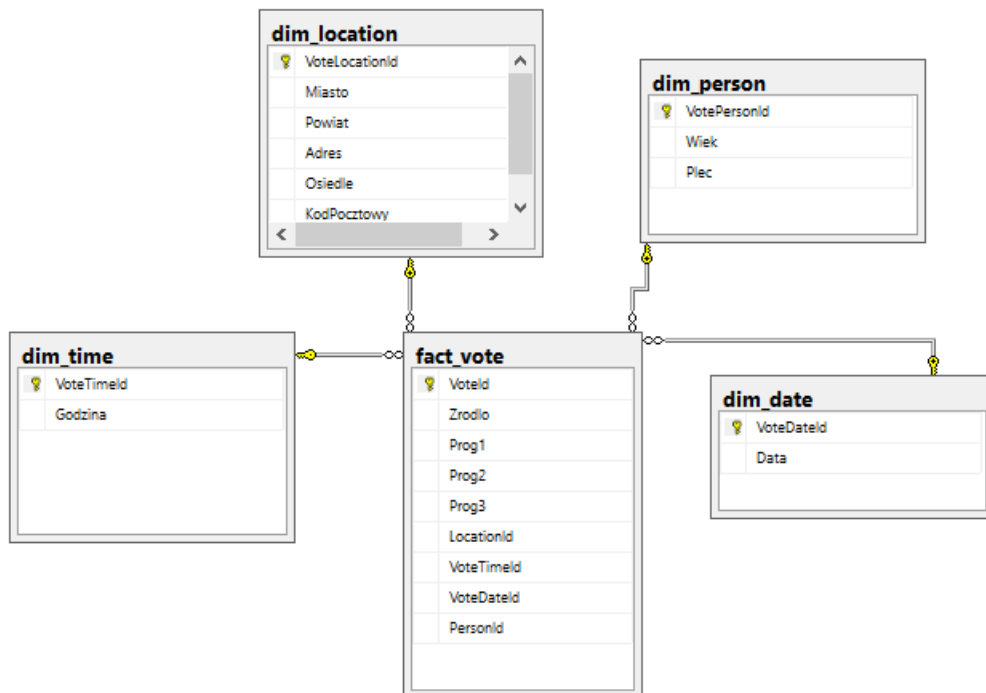 dim_location
VoteLocationId
Miasto
Powiat
Adres
Osiedle
KodPocztowy
dim_person
VotePersonId
Wiek
Plec
dim_time
VoteTimeId
Godzina
fact_vote
VoteId
Zrodlo
Prog1
Prog2
Prog3
LocationId
VoteTimeId
VoteDateId
PersonId
dim_date
VoteDateId
Data